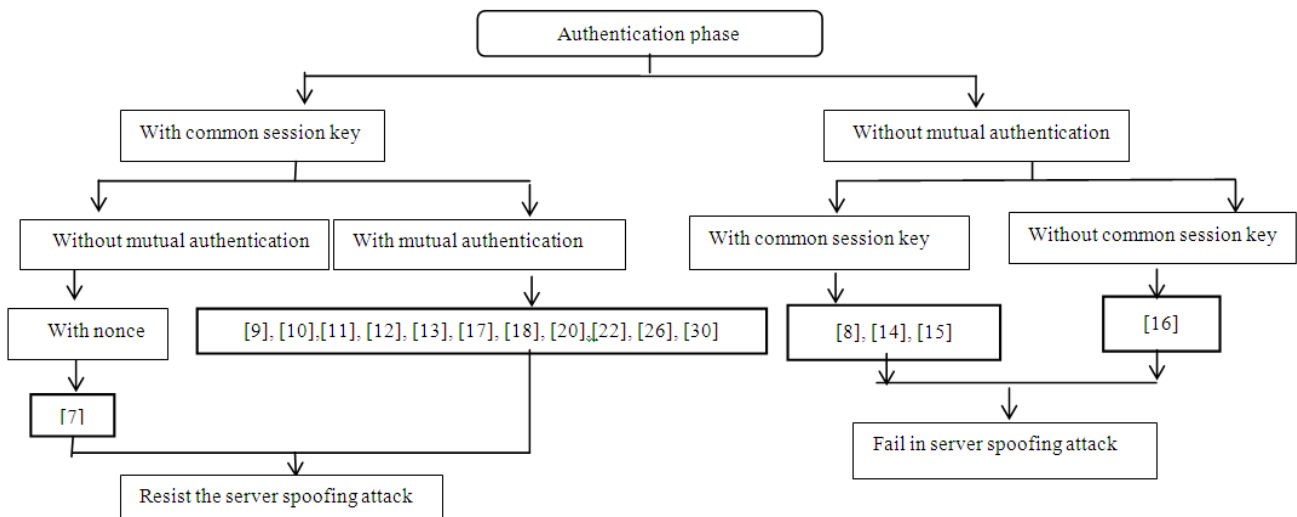 Authentication phase
With common session key
Without mutual authentication
Without mutual authentication
With mutual authentication
With common session key
Without common session key
With nonce
[9], [10],[11], [12], [13], [17], [18], [20],[22], [26], [30]
[8], [14], [15]
[16]
[7]
Fail in server spoofing attack
Resist the server spoofing attack